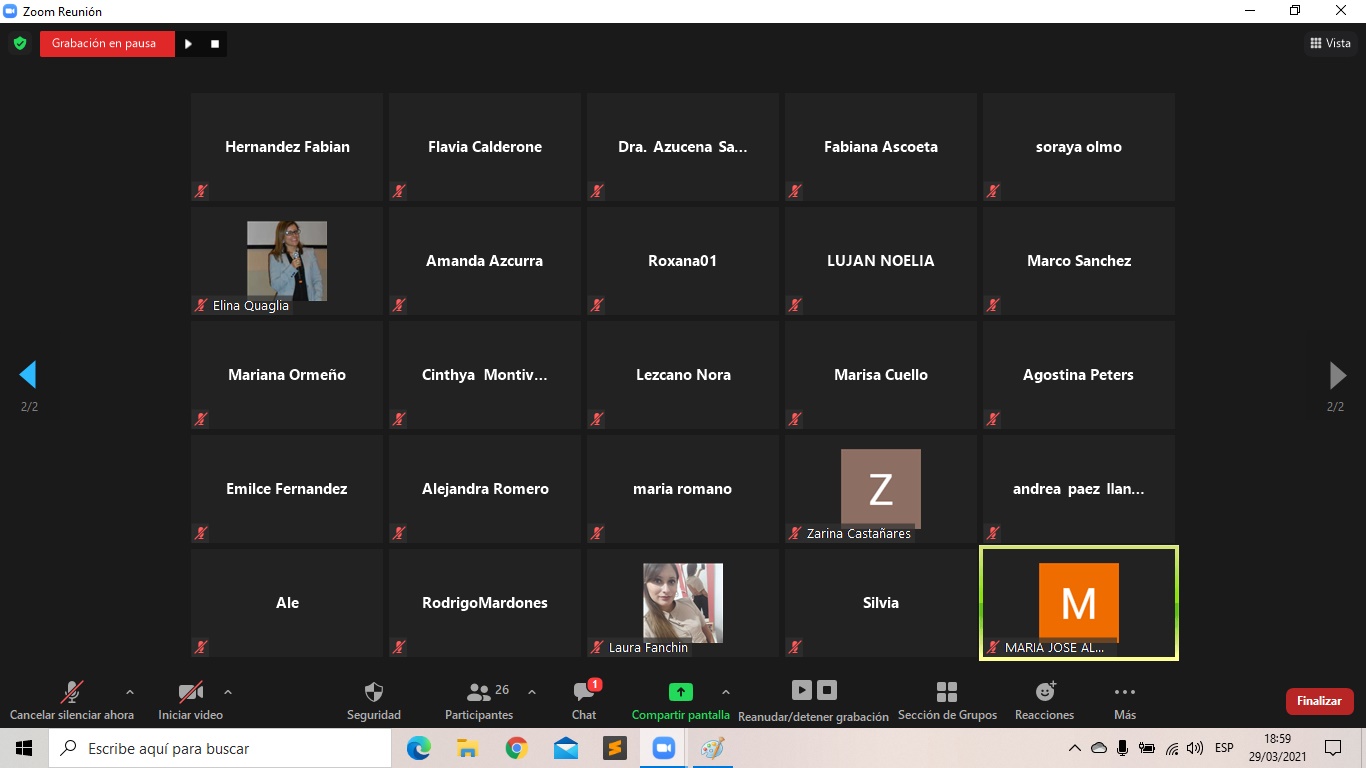 Zoom Reunión
Grabación en pausa
Vista
Hernandez Fabian
Flavia Calderone
Dra. Azucena Sa...
Fabiana Ascoeta
soraya olmo
Elina Quaglia
Amanda Azcurra
Roxana01
LUJAN NOELIA
Marco Sanchez
2/2
2/2
Mariana Ormeño
Cinthya Montiv...
Lezcano Nora
Marisa Cuello
Agostina Peters
Emilce Fernandez
Alejandra Romero
maria romano
Z
Zarina Castañares
andrea paez llan...
Ale
RodrigoMardones
Laura Fanchin
Silvia
M
MARIA JOSE AL...
Cancelar silenciar ahora
Iniciar video
Seguridad
26
Participantes
1
Chat
Compartir pantalla
Reanudar/detener grabación
Sección de Grupos
Reacciones
Más
Finalizar
Escribe aquí para buscar
ESP
18:59
29/03/2021